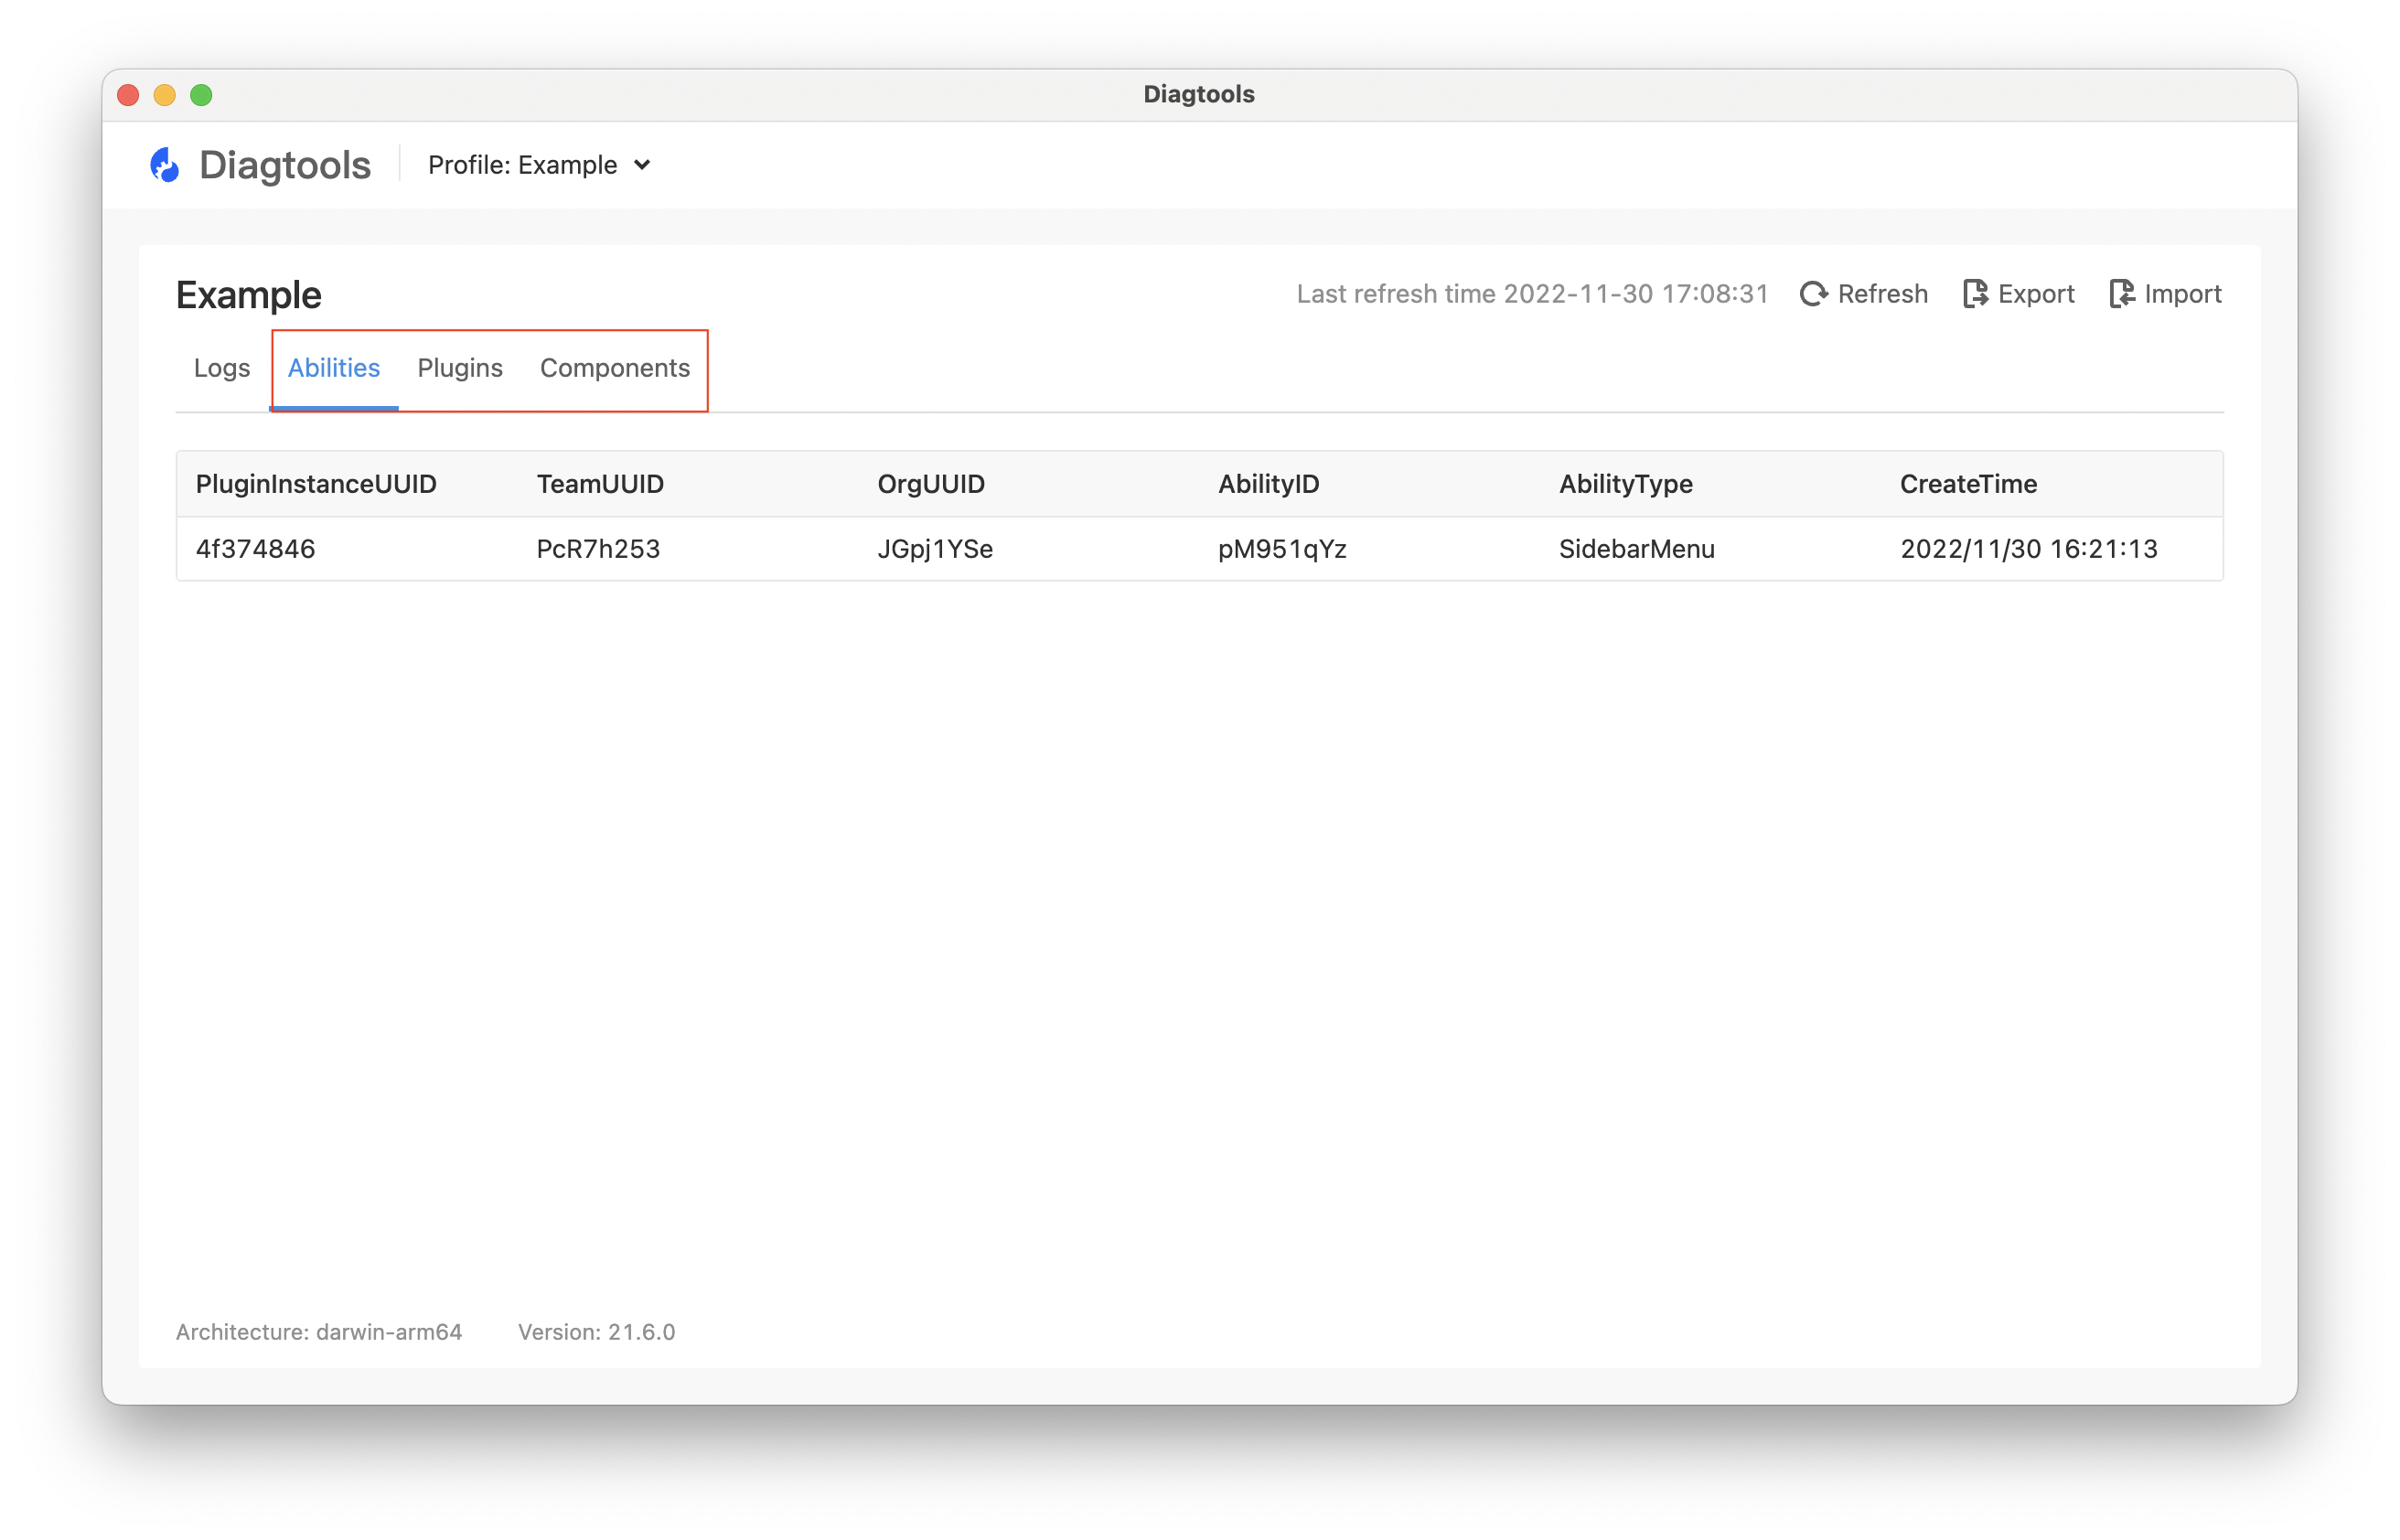 Diagtools
Diagtools Profile: Example
Example Last refresh time 2022-11-30 17:08:31 Refresh Export Import
Logs Abilities Plugins Components
PluginInstanceUUID TeamUUID OrgUUID AbilityID AbilityType CreateTime
4f374846 PcR7h253 JGpj1YSe pM951qYz SidebarMenu 2022/11/30 16:21:13
Architecture: darwin-arm64 Version: 21.6.0